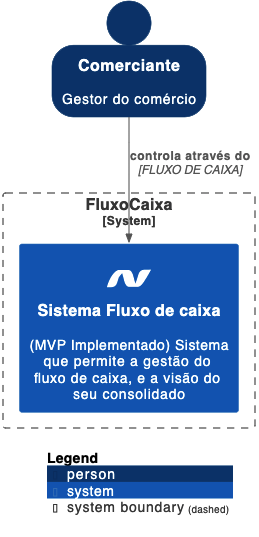 Comerciante
Gestor do comércio
controla através do
[FLUXO DE CAIXA]
FluxoCaixa
[System]
Sistema Fluxo de caixa
(MVP Implementado) Sistema
que permite a gestão do
fluxo de caixa, e a visão do
seu consolidado
Legend
person
system
system boundary (dashed)